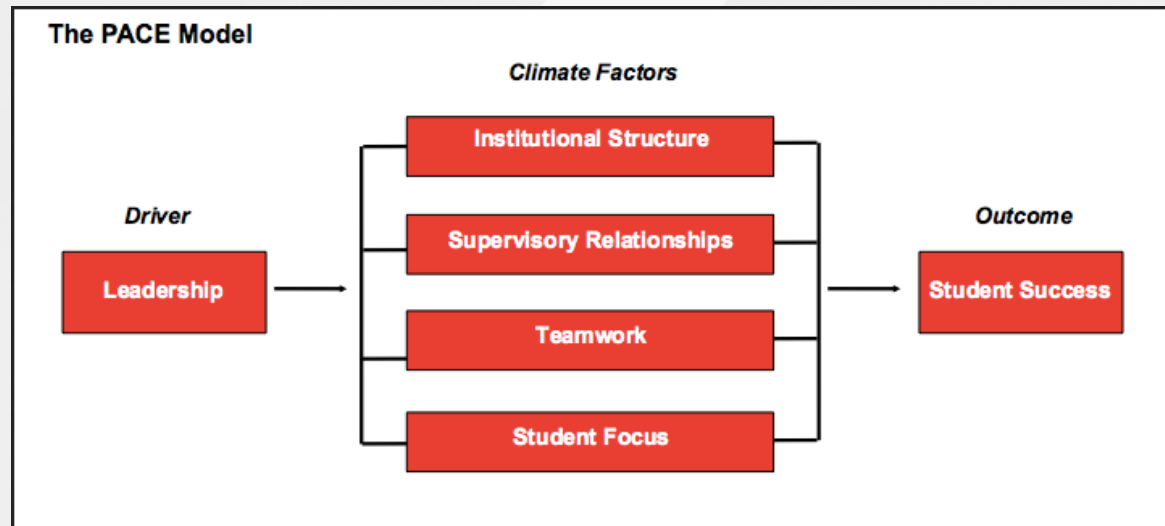 The PACE Model
Climate Factors
Institutional Structure
Supervisory Relationships
Driver
Outcome
Leadership
Student Success
Teamwork
Student Focus